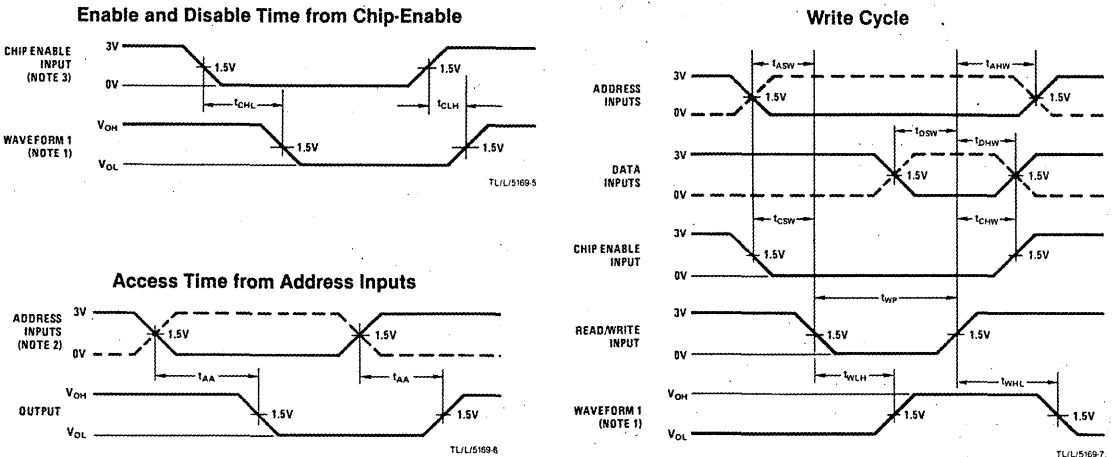 Enable and Disable Time from Chip-Enable
CHIP ENABLE
INPUT
(NOTE 3)
3V
0V
1.5V
1.5V
tCHL
tCLH
WAVEFORM 1
(NOTE 1)
VOH
VOL
1.5V
1.5V
TL/L/5169-5
Access Time from Address Inputs
ADDRESS
INPUTS
(NOTE 2)
3V
0V
1.5V
1.5V
tAA
tAA
OUTPUT
VOH
VOL
1.5V
1.5V
TL/L/5169-6
Write Cycle
tASW
tAHW
ADDRESS
INPUTS
3V
0V
1.5V
1.5V
tDSW
tDHW
DATA
INPUTS
3V
0V
1.5V
1.5V
tCSW
tCHW
CHIP ENABLE
INPUT
3V
0V
1.5V
1.5V
tWP
READ/WRITE
INPUT
3V
0V
1.5V
1.5V
tWLH
tWHL
WAVEFORM 1
(NOTE 1)
VOH
VOL
1.5V
1.5V
TL/L/5169-7